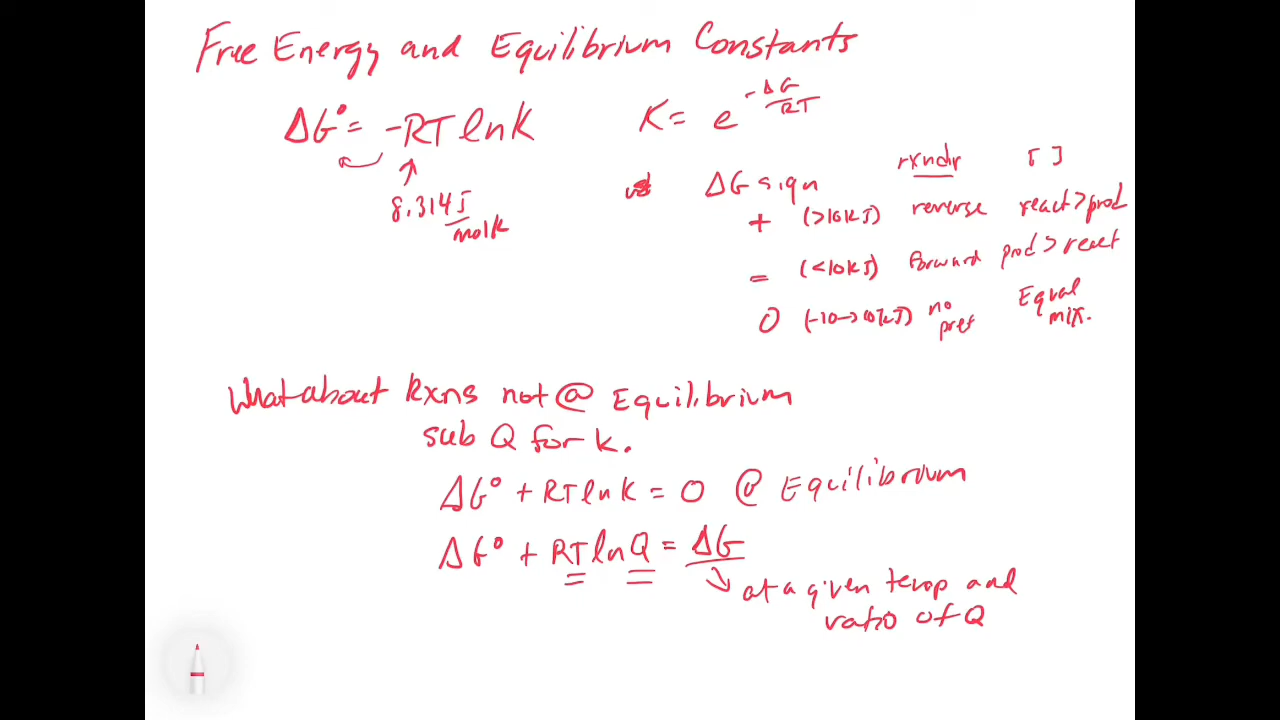 Free Energy and Equilibrium Constants
ΔG° = -RT ln K
K = e^(-ΔG/RT)
8.314 J/molK
rxn dir [ ]
ΔG sign
+ (>10kJ) reverse react > prod
- (<10kJ) forward prod > react
0 (-10→10kJ) no pref Equal mix.
What about Rxns not @ Equilibrium
sub Q for K.
ΔG° + RT ln K = 0 @ Equilibrium
ΔG° + RT ln Q = ΔG
at a given temp and
ratio of Q